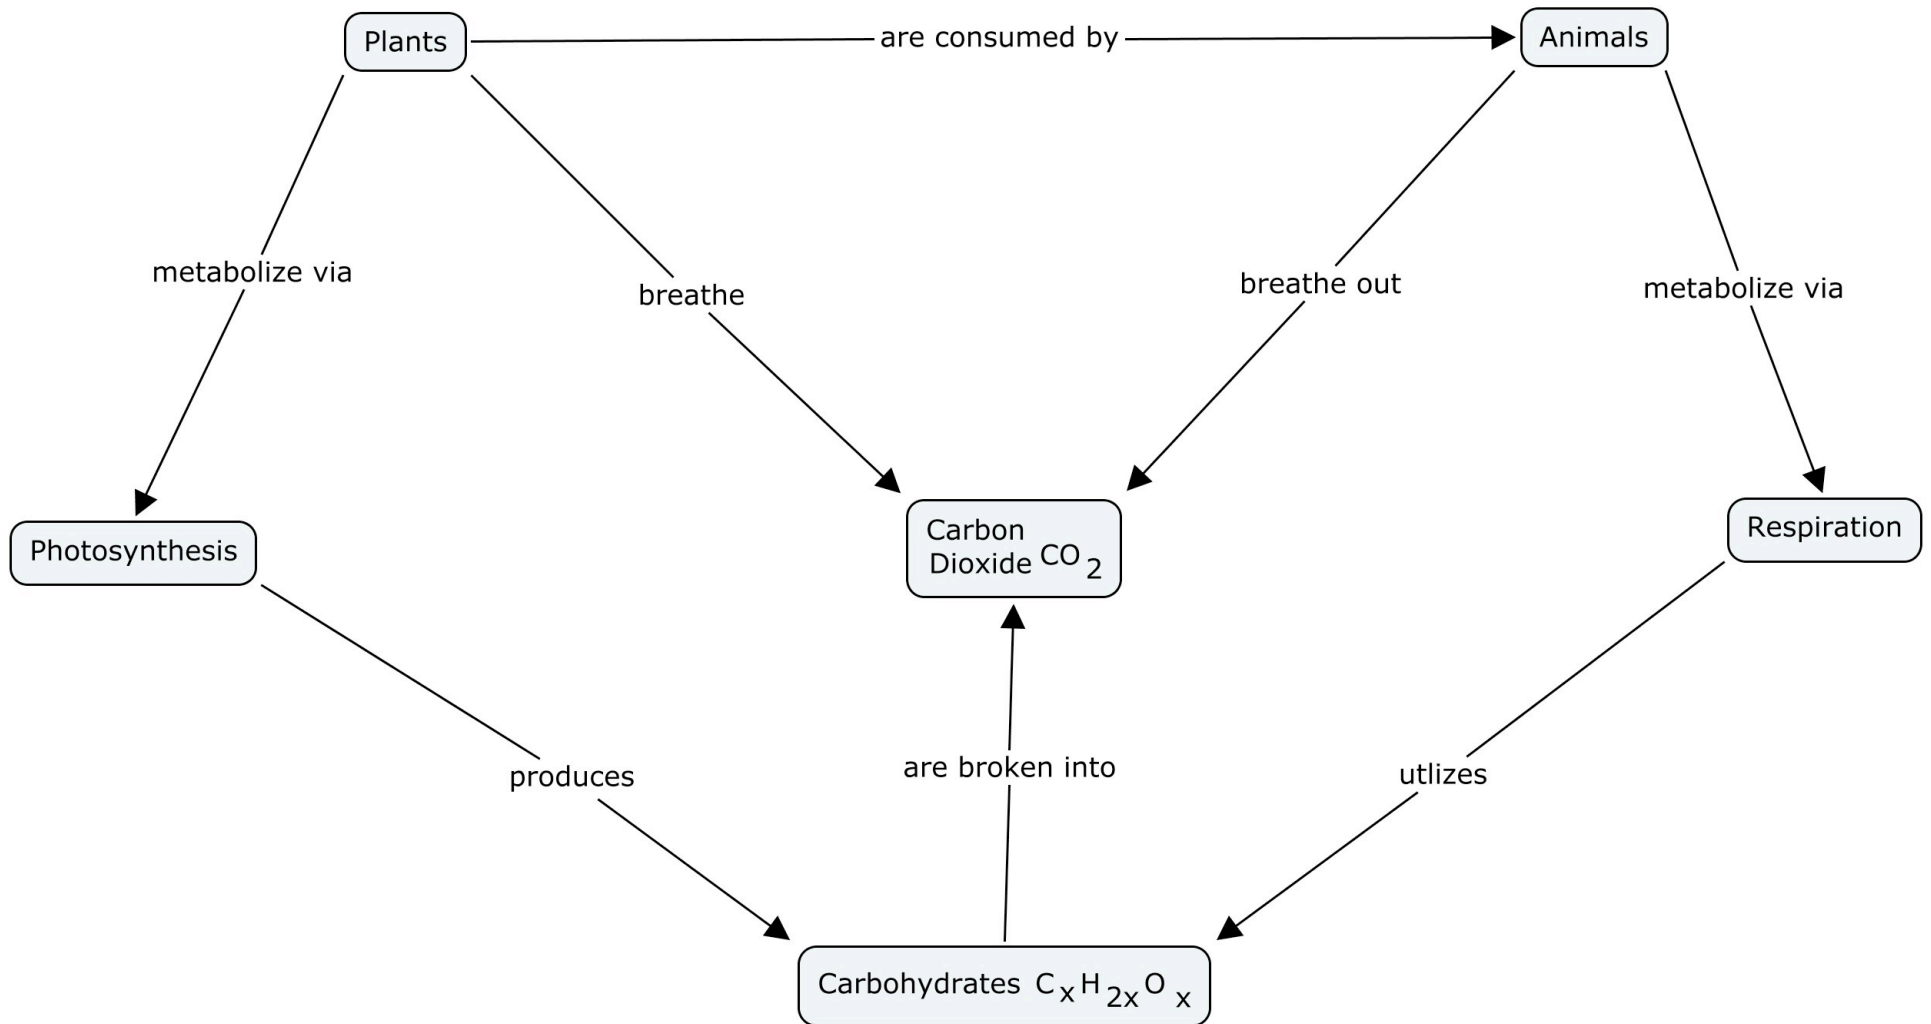 Plants
are consumed by
Animals
metabolize via
breathe
breathe out
metabolize via
Photosynthesis
Carbon
Dioxide CO 2
Respiration
produces
are broken into
utlizes
Carbohydrates C x H 2x O x